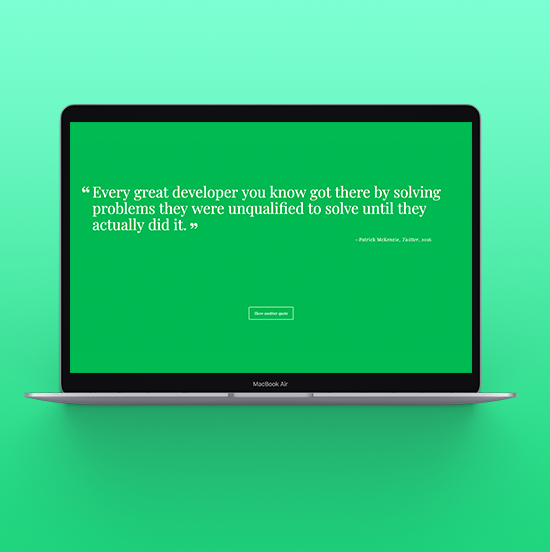 “Every great developer you know got there by solving
problems they were unqualified to solve until they
actually did it.”
- Patrick McKenzie, Twitter, 2016
Show another quote
MacBook Air